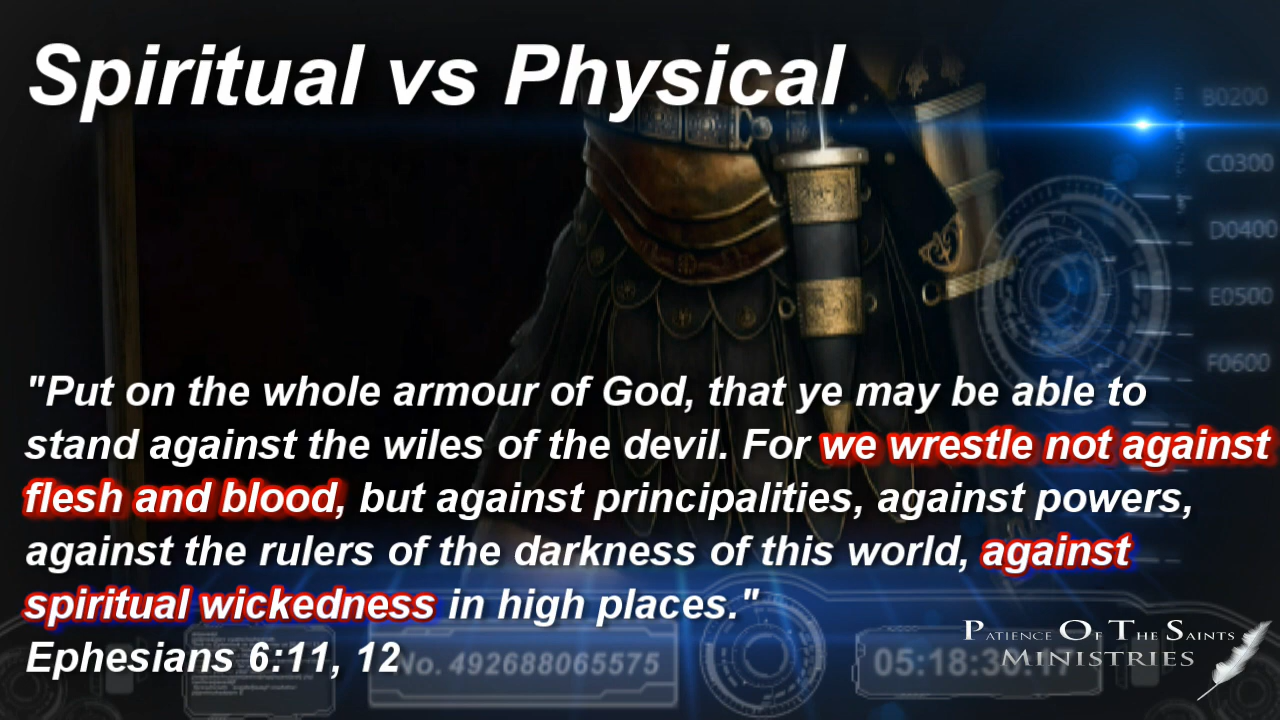 Spiritual vs Physical
B0200
C0300
D0400
E0500
F0600
"Put on the whole armour of God, that ye may be able to
stand against the wiles of the devil. For we wrestle not against
flesh and blood, but against principalities, against powers,
against the rulers of the darkness of this world, against
spiritual wickedness in high places."
Ephesians 6:11, 12
No. 492688065575
Patience Of The Saints
Ministries